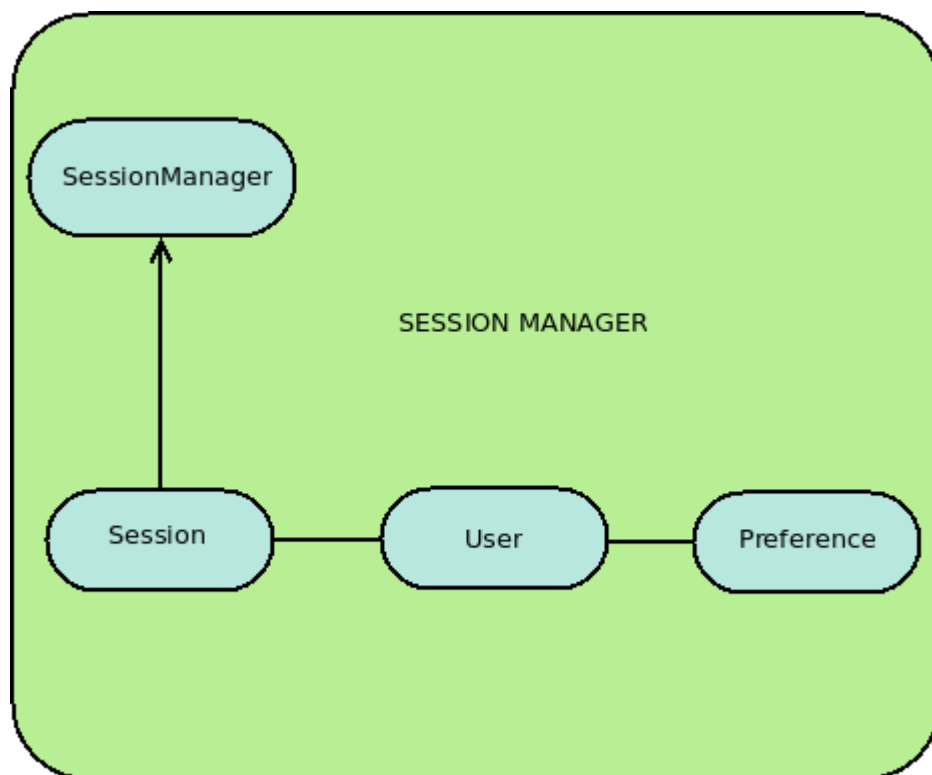 SessionManager
SESSION MANAGER
Session
User
Preference